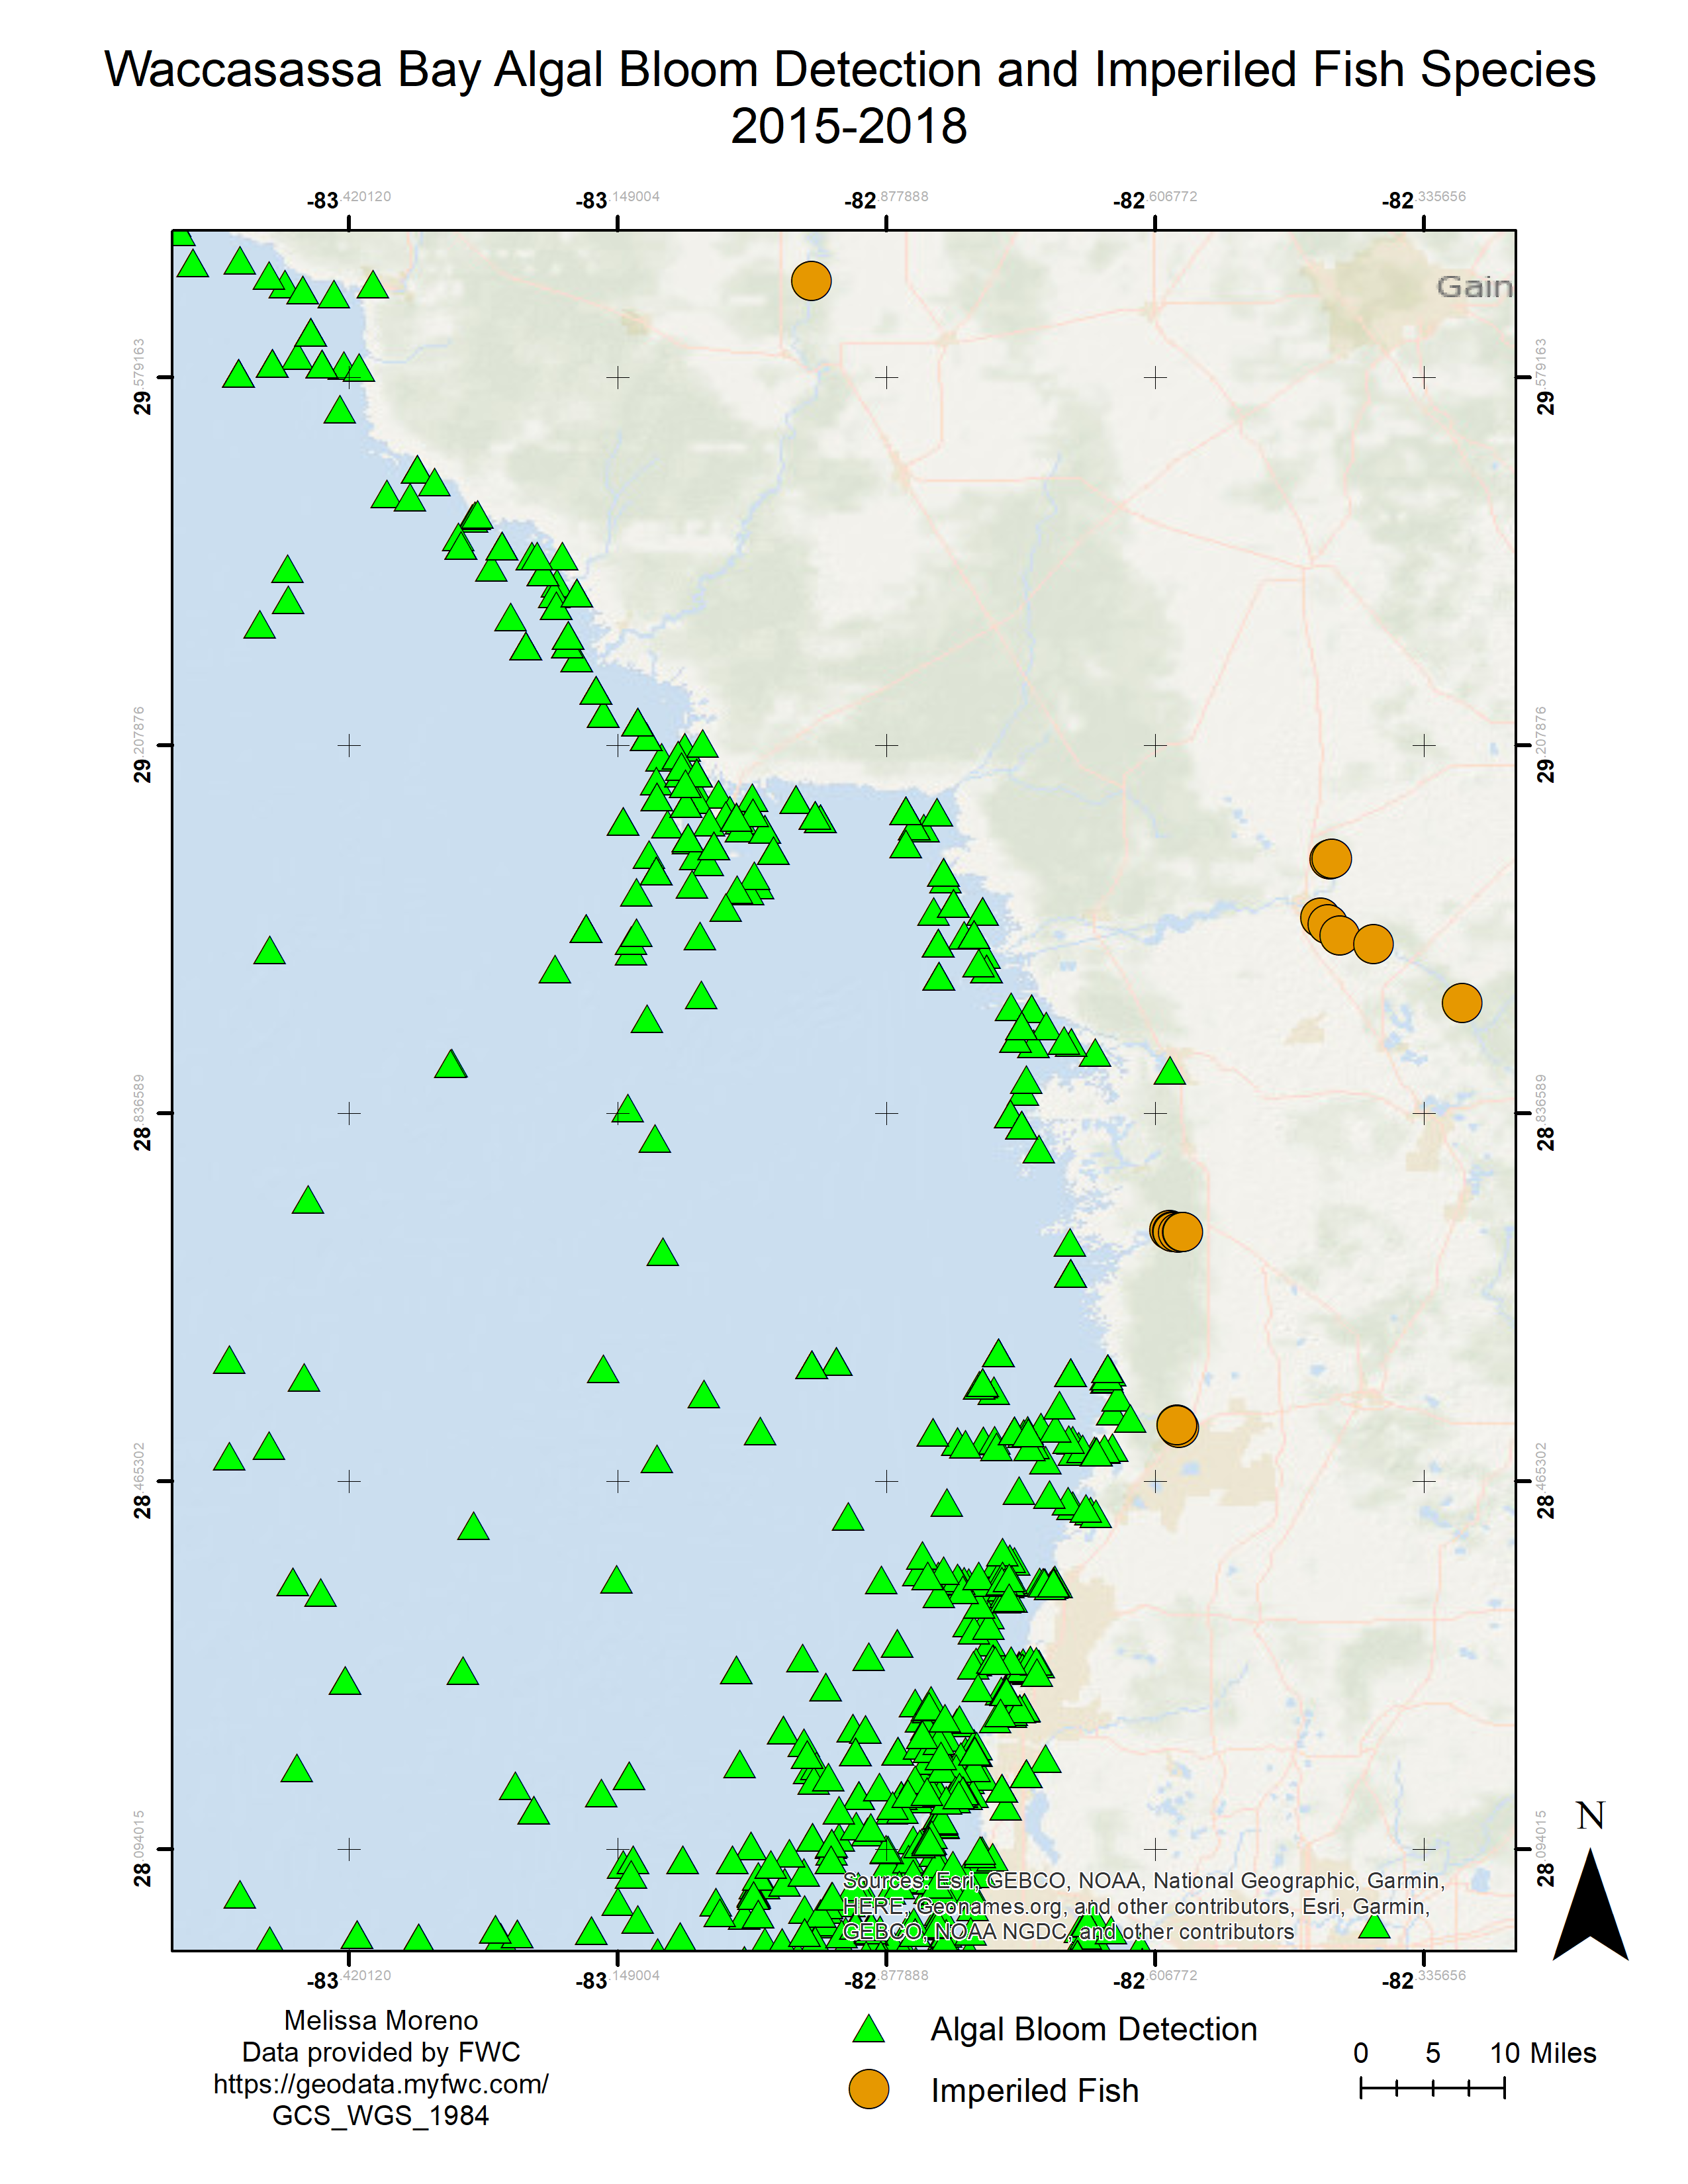 Waccasassa Bay Algal Bloom Detection and Imperiled Fish Species
2015-2018
-83.420120 -83.149004 -82.877888 -82.606772 -82.335656
Gain
29.579163 29.579163
29.207876 29.207876
28.836589 28.836589
28.465302 28.465302
28.094015 28.094015
N
Sources: Esri, GEBCO, NOAA, National Geographic, Garmin,
HERE, Geonames.org, and other contributors, Esri, Garmin,
GEBCO, NOAA NGDC, and other contributors
-83.420120 -83.149004 -82.877888 -82.606772 -82.335656
Melissa Moreno
Data provided by FWC
https://geodata.myfwc.com/
GCS_WGS_1984
Algal Bloom Detection
Imperiled Fish
0 5 10 Miles